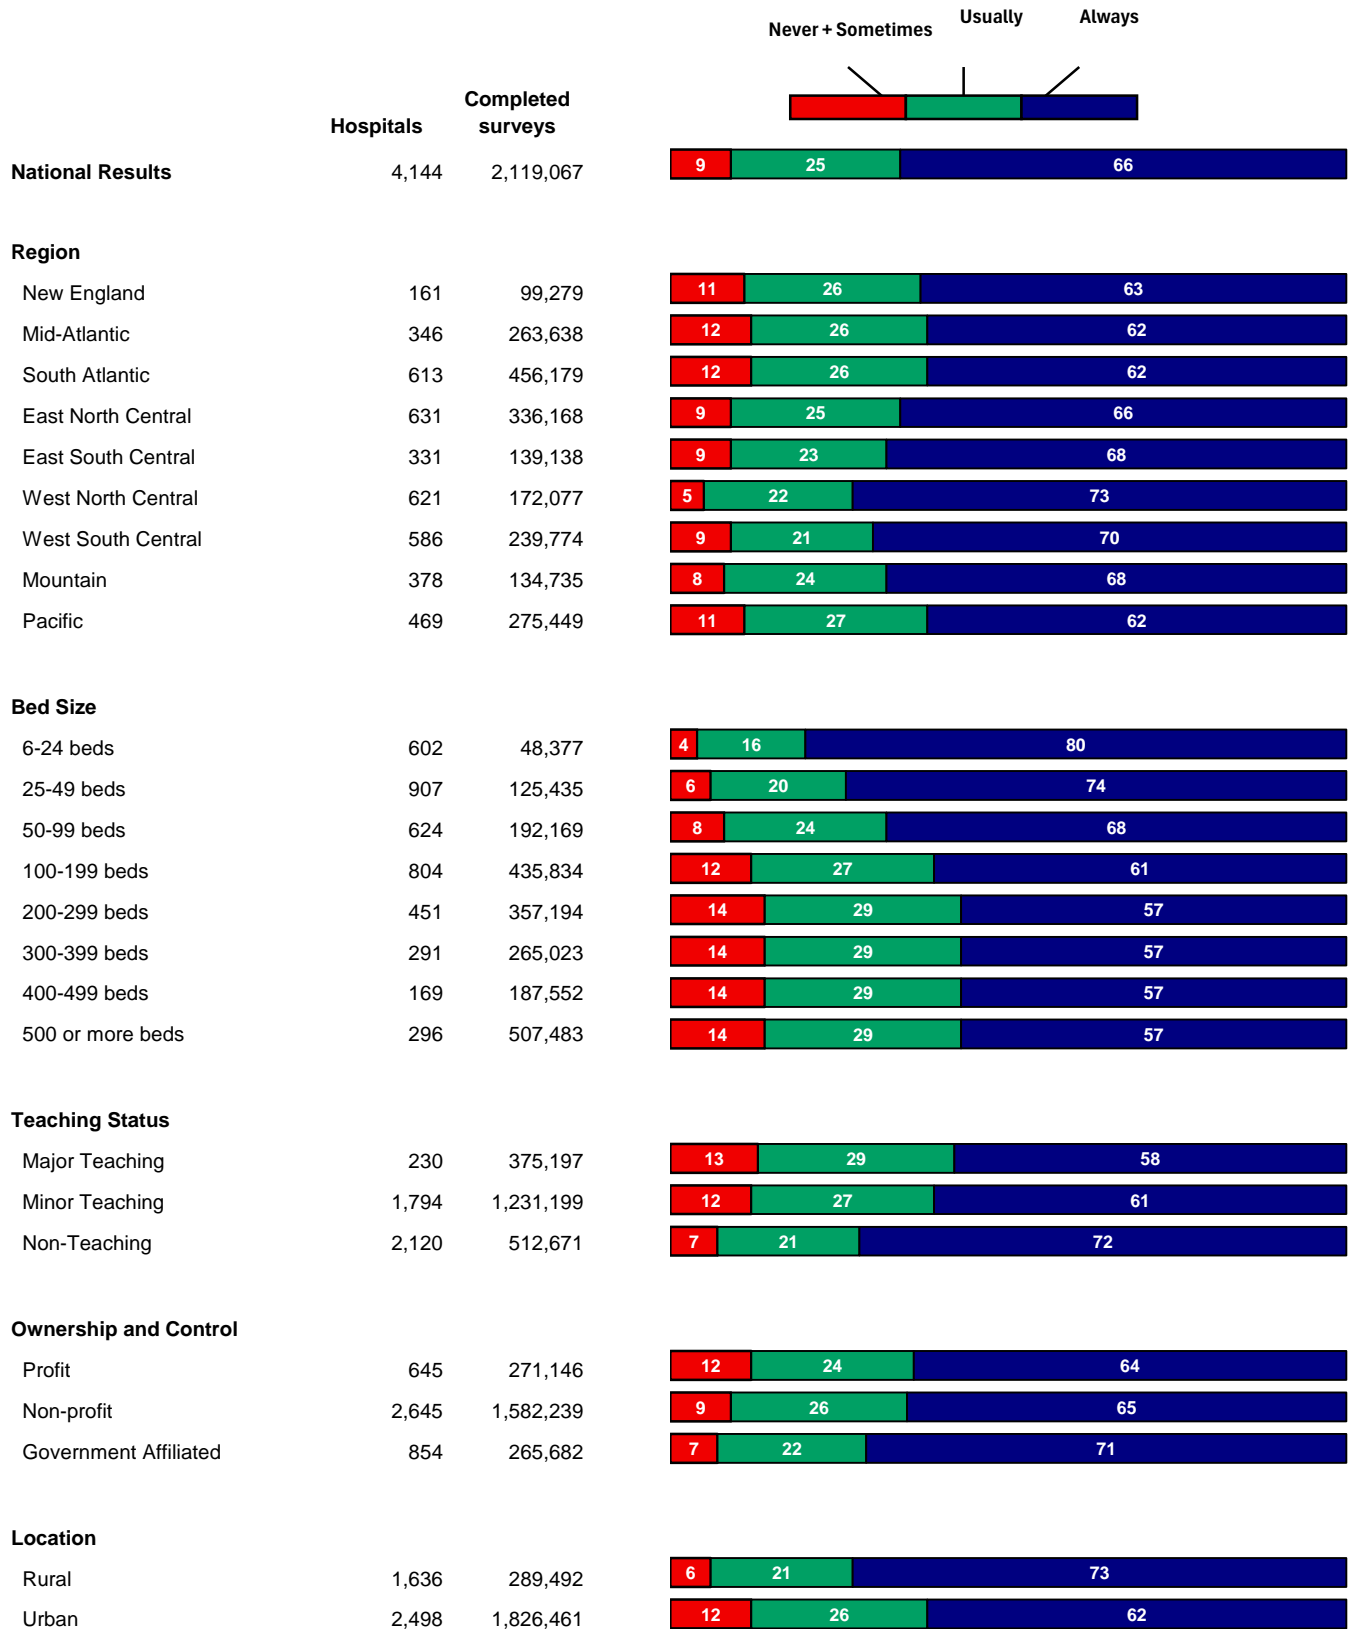 Never + Sometimes Usually Always
Hospitals Completed surveys
National Results 4,144 2,119,067 9 25 66
Region
New England 161 99,279 11 26 63
Mid-Atlantic 346 263,638 12 26 62
South Atlantic 613 456,179 12 26 62
East North Central 631 336,168 9 25 66
East South Central 331 139,138 9 23 68
West North Central 621 172,077 5 22 73
West South Central 586 239,774 9 21 70
Mountain 378 134,735 8 24 68
Pacific 469 275,449 11 27 62
Bed Size
6-24 beds 602 48,377 4 16 80
25-49 beds 907 125,435 6 20 74
50-99 beds 624 192,169 8 24 68
100-199 beds 804 435,834 12 27 61
200-299 beds 451 357,194 14 29 57
300-399 beds 291 265,023 14 29 57
400-499 beds 169 187,552 14 29 57
500 or more beds 296 507,483 14 29 57
Teaching Status
Major Teaching 230 375,197 13 29 58
Minor Teaching 1,794 1,231,199 12 27 61
Non-Teaching 2,120 512,671 7 21 72
Ownership and Control
Profit 645 271,146 12 24 64
Non-profit 2,645 1,582,239 9 26 65
Government Affiliated 854 265,682 7 22 71
Location
Rural 1,636 289,492 6 21 73
Urban 2,498 1,826,461 12 26 62